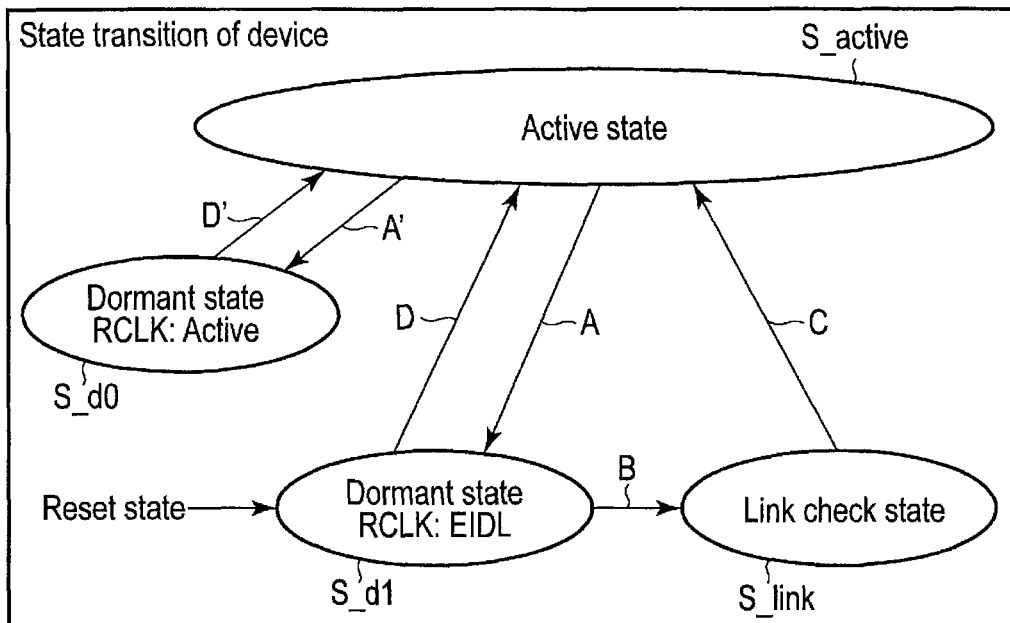 State transition of device
S_active
Active state
D'
A'
Dormant state
RCLK: Active
S_d0
D
A
C
Reset state
Dormant state
RCLK: EIDL
B
Link check state
S_d1
S_link